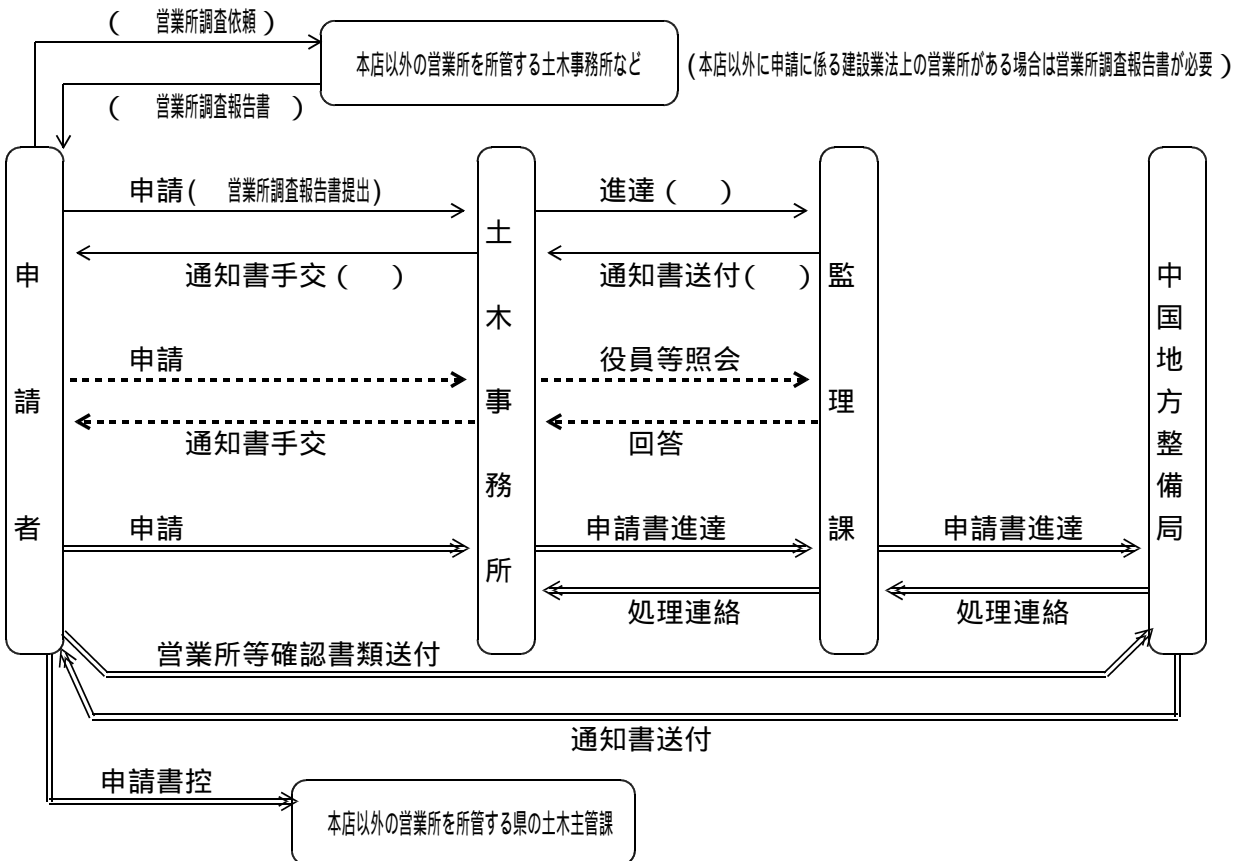 ( 営業所調査依頼 )
本店以外の営業所を所管する土木事務所など
(本店以外に申請に係る建設業法上の営業所がある場合は営業所調査報告書が必要 )
( 営業所調査報告書 )
申請( 営業所調査報告書提出)
進達 ( )
通知書手交 ( )
通知書送付( )
申請
役員等照会
通知書手交
回答
申請
申請書進達
申請書進達
処理連絡
処理連絡
申請者
土木事務所
監理課
中国地方整備局
営業所等確認書類送付
通知書送付
申請書控
本店以外の営業所を所管する県の土木主管課